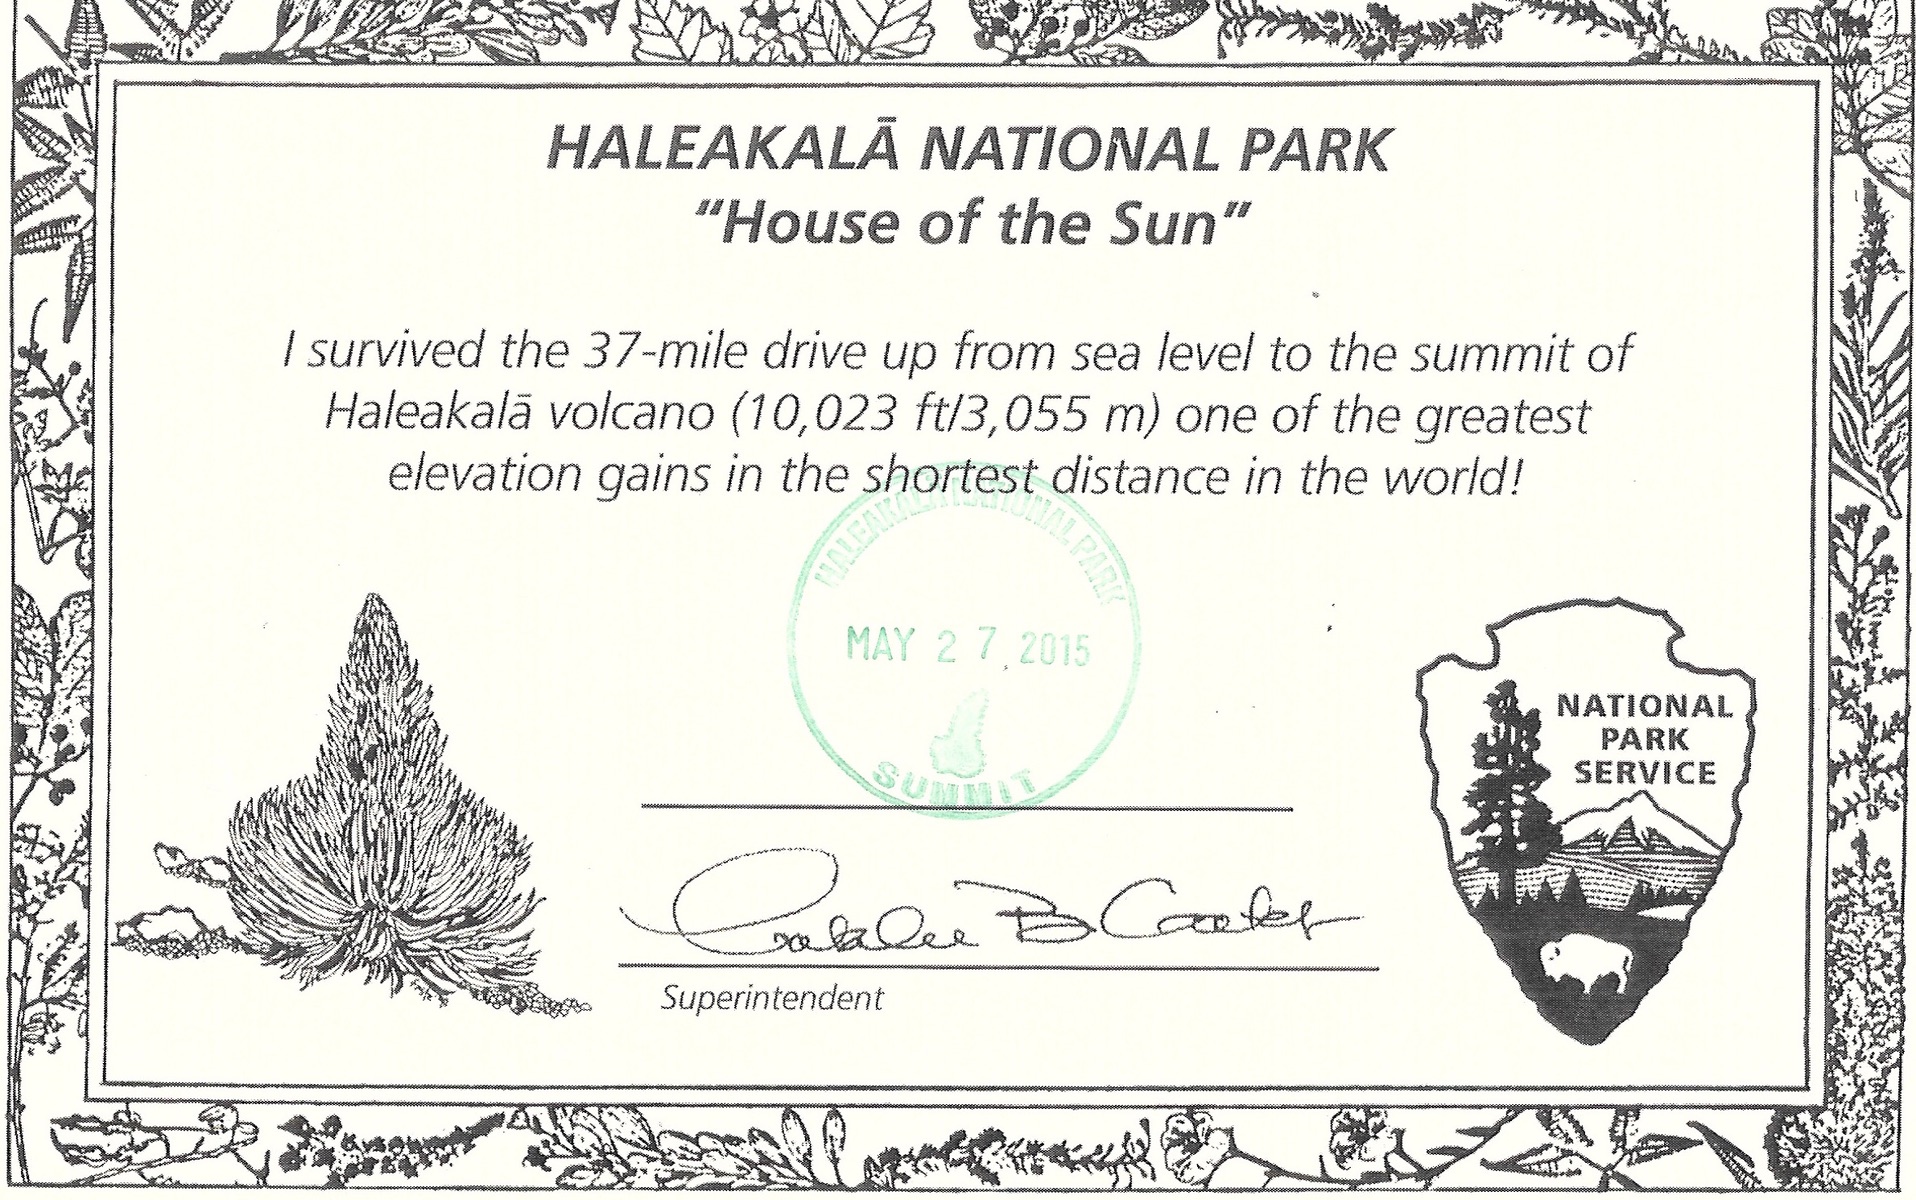 HALEAKALĀ NATIONAL PARK
“House of the Sun”
I survived the 37-mile drive up from sea level to the summit of
Haleakalā volcano (10,023 ft/3,055 m) one of the greatest
elevation gains in the shortest distance in the world!
HALEAKALA NATIONAL PARK
MAY 27, 2015
SUMMIT
NATIONAL
PARK
SERVICE
Superintendent